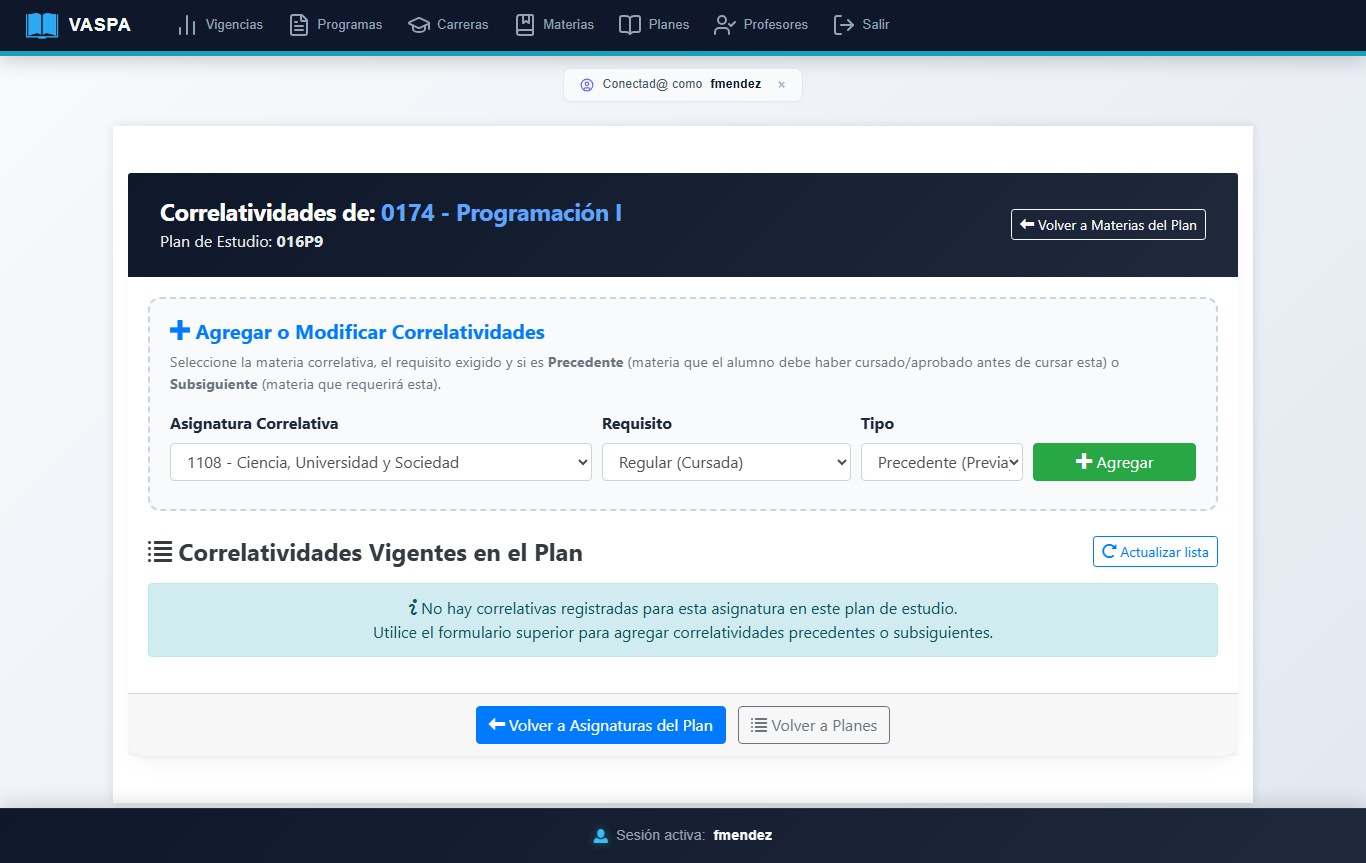 VASPA
Vigencias
Programas
Carreras
Materias
Planes
Profesores
Salir
Conectad@ como fmendez ×
Correlatividades de: 0174 - Programación I
Plan de Estudio: 016P9
Volver a Materias del Plan
Agregar o Modificar Correlatividades
Seleccione la materia correlativa, el requisito exigido y si es Precedente (materia que el alumno debe haber cursado/aprobado antes de cursar esta) o
Subsiguiente (materia que requerirá esta).
Asignatura Correlativa
Requisito
Tipo
1108 - Ciencia, Universidad y Sociedad
Regular (Cursada)
Precedente (Previa)
Agregar
Correlatividades Vigentes en el Plan
Actualizar lista
No hay correlativas registradas para esta asignatura en este plan de estudio.
Utilice el formulario superior para agregar correlatividades precedentes o subsiguientes.
Volver a Asignaturas del Plan
Volver a Planes
Sesión activa: fmendez